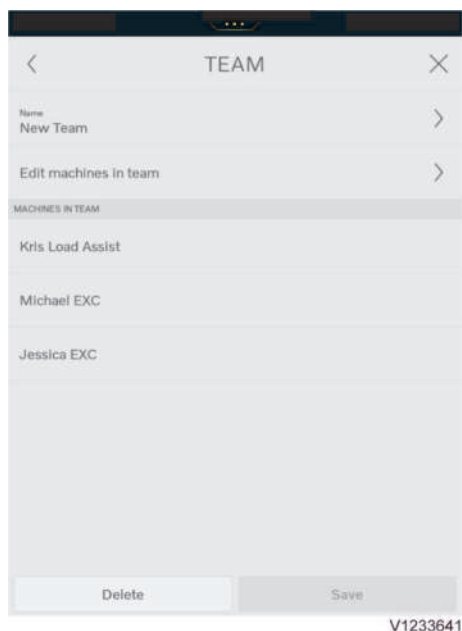 TEAM
Name
New Team
Edit machines in team
MACHINES IN TEAM
Kris Load Assist
Michael EXC
Jessica EXC
Delete Save
V1233641